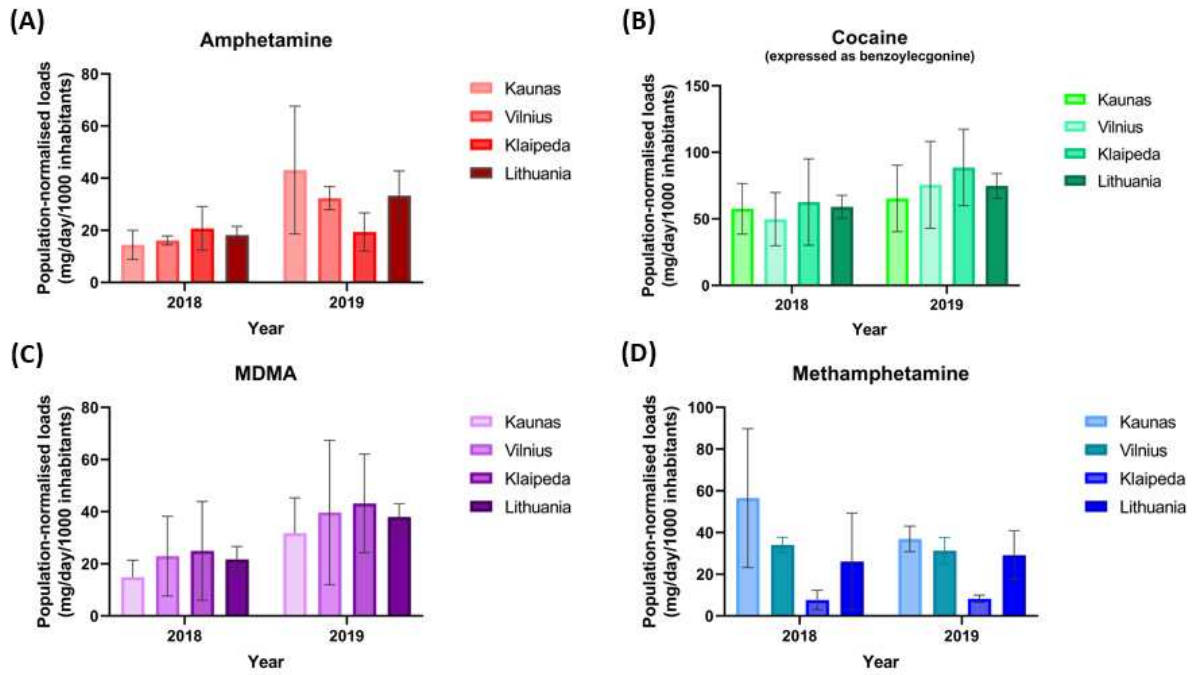 (A)
Amphetamine
Population-normalised loads
(mg/day/1000 inhabitants)
80
60
40
20
0
2018
2019
Year
Kaunas
Vilnius
Klaipeda
Lithuania
(B)
Cocaine
(expressed as benzoylecgonine)
Population-normalised loads
(mg/day/1000 inhabitants)
150
100
50
0
2018
2019
Year
Kaunas
Vilnius
Klaipeda
Lithuania
(C)
MDMA
Population-normalised loads
(mg/day/1000 inhabitants)
80
60
40
20
0
2018
2019
Year
Kaunas
Vilnius
Klaipeda
Lithuania
(D)
Methamphetamine
Population-normalised loads
(mg/day/1000 inhabitants)
100
80
60
40
20
0
2018
2019
Year
Kaunas
Vilnius
Klaipeda
Lithuania